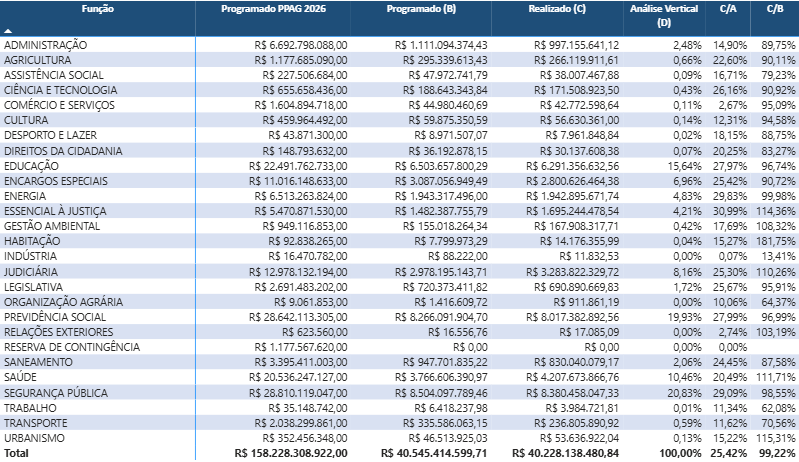 Função Programado PPAG 2026 Programado (B) Realizado (C) Análise Vertical (D) C/A C/B
ADMINISTRAÇÃO R$ 6.692.798.088,00 R$ 1.111.094.374,43 R$ 997.155.641,12 2,48% 14,90% 89,75%
AGRICULTURA R$ 1.177.685.090,00 R$ 295.339.613,43 R$ 266.119.911,61 0,66% 22,60% 90,11%
ASSISTÊNCIA SOCIAL R$ 227.506.684,00 R$ 47.972.741,79 R$ 38.007.467,88 0,09% 16,71% 79,23%
CIÊNCIA E TECNOLOGIA R$ 655.658.436,00 R$ 188.643.343,84 R$ 171.508.923,50 0,43% 26,16% 90,92%
COMÉRCIO E SERVIÇOS R$ 1.604.894.718,00 R$ 44.980.460,69 R$ 42.772.598,64 0,11% 2,67% 95,09%
CULTURA R$ 459.964.492,00 R$ 59.875.350,59 R$ 56.630.361,00 0,14% 12,31% 94,58%
DESPORTO E LAZER R$ 43.871.300,00 R$ 8.971.507,07 R$ 7.961.848,84 0,02% 18,15% 88,75%
DIREITOS DA CIDADANIA R$ 148.793.632,00 R$ 36.192.878,15 R$ 30.137.608,38 0,07% 20,25% 83,27%
EDUCAÇÃO R$ 22.491.762.733,00 R$ 6.503.657.800,29 R$ 6.291.356.632,56 15,64% 27,97% 96,74%
ENCARGOS ESPECIAIS R$ 11.016.148.633,00 R$ 3.087.056.949,49 R$ 2.800.626.464,38 6,96% 25,42% 90,72%
ENERGIA R$ 6.513.263.824,00 R$ 1.943.317.496,00 R$ 1.942.895.671,74 4,83% 29,83% 99,98%
ESSENCIAL À JUSTIÇA R$ 5.470.871.530,00 R$ 1.482.387.755,79 R$ 1.695.244.478,54 4,21% 30,99% 114,36%
GESTÃO AMBIENTAL R$ 949.116.853,00 R$ 155.018.264,34 R$ 167.908.317,71 0,42% 17,69% 108,32%
HABITAÇÃO R$ 92.838.265,00 R$ 7.799.973,29 R$ 14.176.355,99 0,04% 15,27% 181,75%
INDÚSTRIA R$ 16.470.782,00 R$ 88.222,00 R$ 11.832,53 0,00% 0,07% 13,41%
JUDICIÁRIA R$ 12.978.132.194,00 R$ 2.978.195.143,71 R$ 3.283.822.329,72 8,16% 25,30% 110,26%
LEGISLATIVA R$ 2.691.483.202,00 R$ 720.373.411,82 R$ 690.890.669,83 1,72% 25,67% 95,91%
ORGANIZAÇÃO AGRÁRIA R$ 9.061.853,00 R$ 1.416.609,72 R$ 911.861,19 0,00% 10,06% 64,37%
PREVIDÊNCIA SOCIAL R$ 28.642.113.305,00 R$ 8.266.091.904,70 R$ 8.017.382.892,56 19,93% 27,99% 96,99%
RELAÇÕES EXTERIORES R$ 623.560,00 R$ 16.556,76 R$ 17.085,09 0,00% 2,74% 103,19%
RESERVA DE CONTINGÊNCIA R$ 1.177.567.620,00 R$ 0,00 R$ 0,00 0,00% 0,00%
SANEAMENTO R$ 3.395.411.003,00 R$ 947.701.835,22 R$ 830.040.079,17 2,06% 24,45% 87,58%
SAÚDE R$ 20.536.247.127,00 R$ 3.766.606.390,97 R$ 4.207.673.866,76 10,46% 20,49% 111,71%
SEGURANÇA PÚBLICA R$ 28.810.119.047,00 R$ 8.504.097.789,46 R$ 8.380.458.047,33 20,83% 29,09% 98,55%
TRABALHO R$ 35.148.742,00 R$ 6.418.237,98 R$ 3.984.721,81 0,01% 11,34% 62,08%
TRANSPORTE R$ 2.038.299.861,00 R$ 335.586.063,15 R$ 236.805.890,92 0,59% 11,62% 70,56%
URBANISMO R$ 352.456.348,00 R$ 46.513.925,03 R$ 53.636.922,04 0,13% 15,22% 115,31%
Total R$ 158.228.308.922,00 R$ 40.545.414.599,71 R$ 40.228.138.480,84 100,00% 25,42% 99,22%